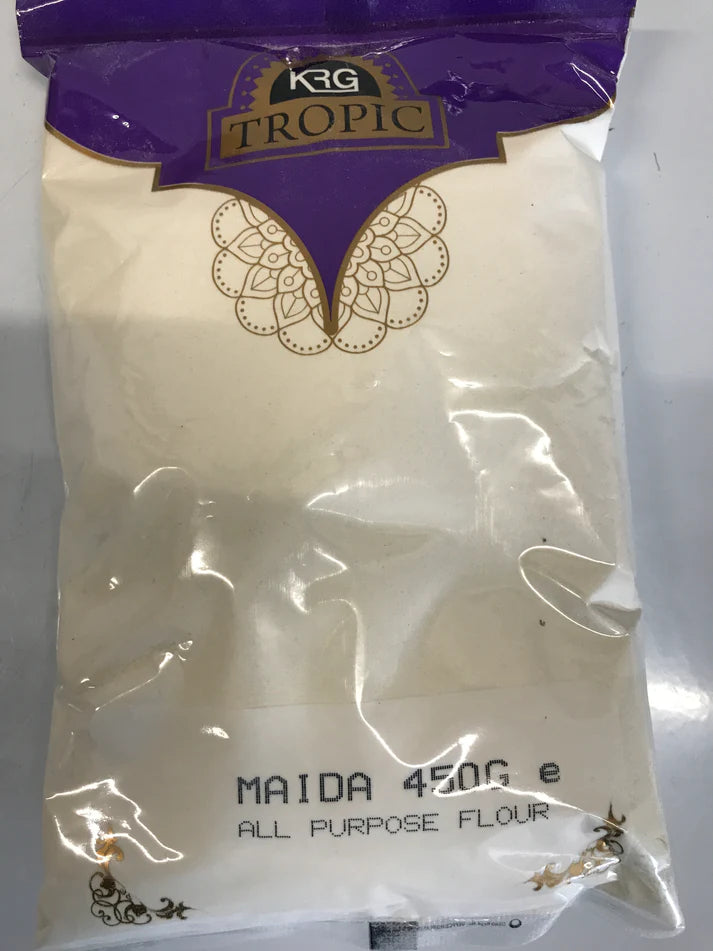 KRG
TROPIC
MAIDA 450G e
ALL PURPOSE FLOUR